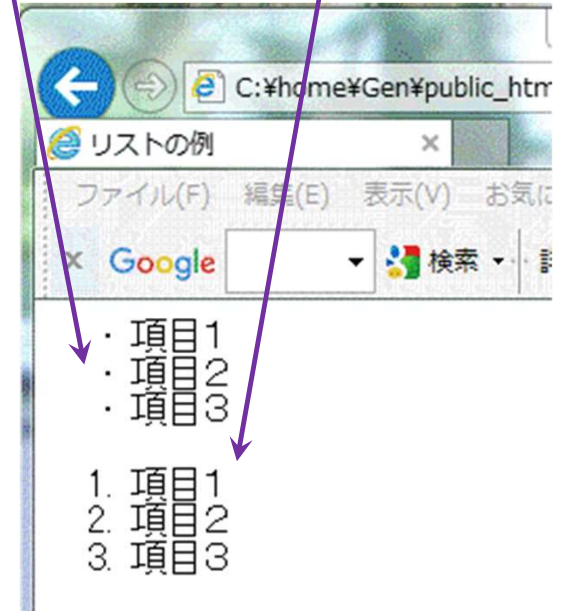 C:¥home¥Gen¥public_htm
リストの例
ファイル(F) 編集(E) 表示(V) お気に
× Google 検索
・項目1
・項目2
・項目3
1. 項目1
2. 項目2
3. 項目3